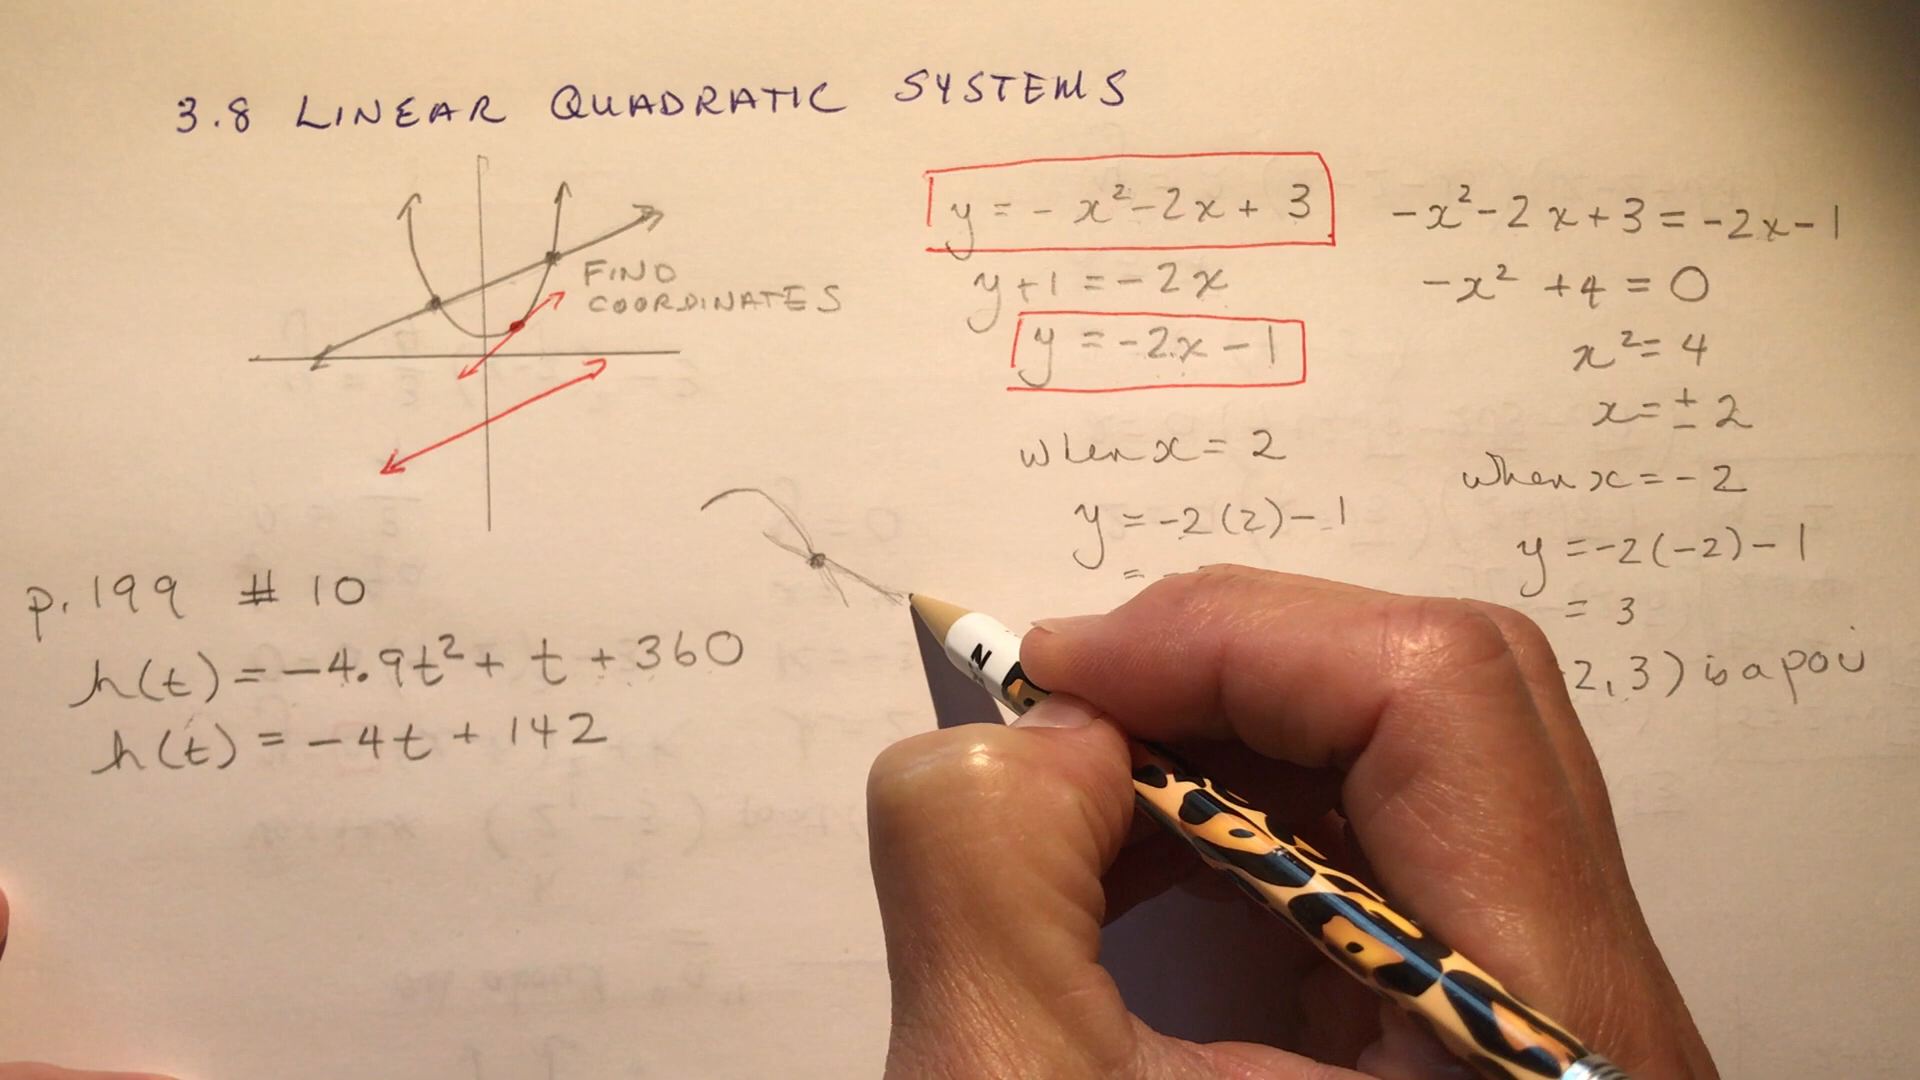 3.8 LINEAR QUADRATIC SYSTEMS
FIND
COORDINATES
y = - x² - 2x + 3
y + 1 = - 2x
y = -2x - 1
when x = 2
y = -2(2) - 1
= -
-x² - 2x + 3 = -2x - 1
-x² + 4 = 0
x² = 4
x = ± 2
when x = - 2
y = -2(-2) - 1
= 3
2, 3) is a poi
p. 199 # 10
h(t) = -4.9t² + t + 360
h(t) = -4t + 142
N